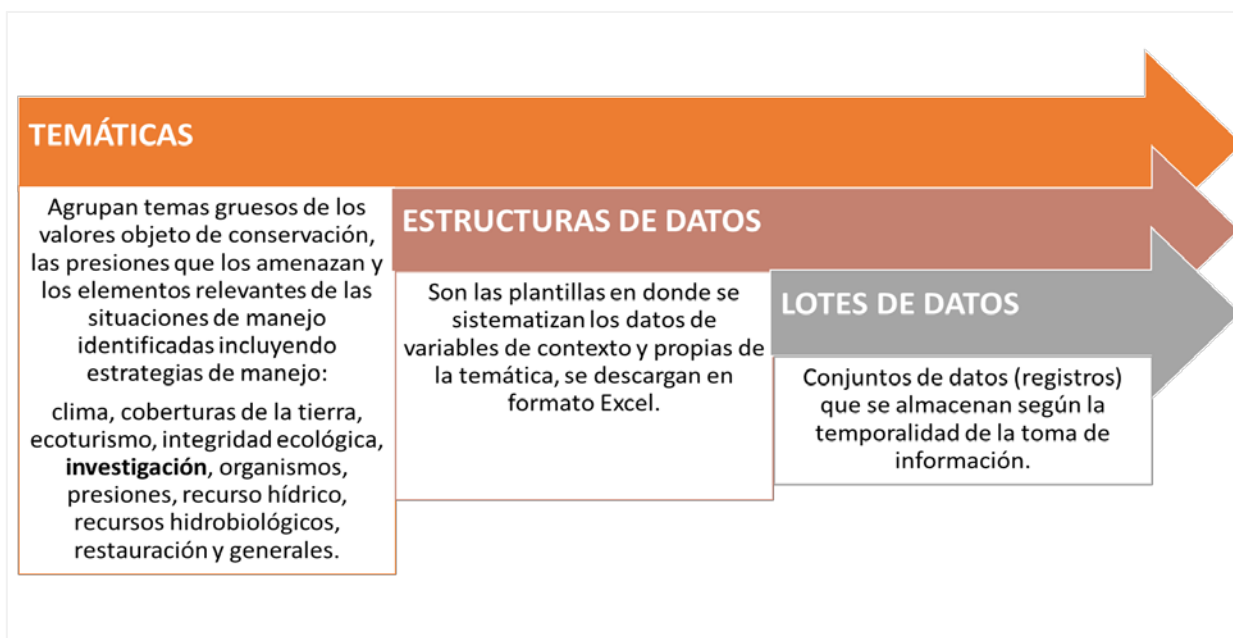 TEMÁTICAS
Agrupan temas gruesos de los
valores objeto de conservación,
las presiones que los amenazan y
los elementos relevantes de las
situaciones de manejo
identificadas incluyendo
estrategias de manejo:
clima, coberturas de la tierra,
ecoturismo, integridad ecológica,
investigación, organismos,
presiones, recurso hídrico,
recursos hidrobiológicos,
restauración y generales.
ESTRUCTURAS DE DATOS
Son las plantillas en donde se
sistematizan los datos de
variables de contexto y propias de
la temática, se descargan en
formato Excel.
LOTES DE DATOS
Conjuntos de datos (registros)
que se almacenan según la
temporalidad de la toma de
información.